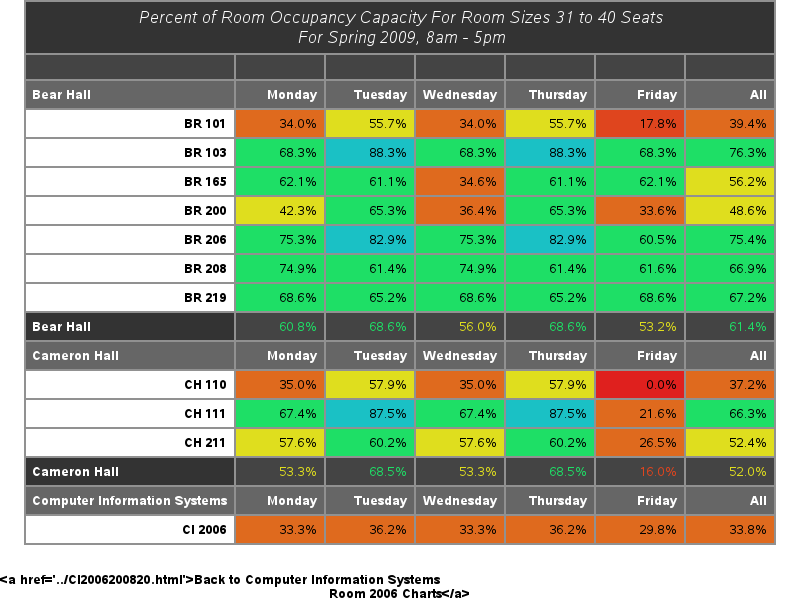 Percent of Room Occupancy Capacity For Room Sizes 31 to 40 Seats
For Spring 2009, 8am - 5pm
Bear Hall Monday Tuesday Wednesday Thursday Friday All
BR 101 34.0% 55.7% 34.0% 55.7% 17.8% 39.4%
BR 103 68.3% 88.3% 68.3% 88.3% 68.3% 76.3%
BR 165 62.1% 61.1% 34.6% 61.1% 62.1% 56.2%
BR 200 42.3% 65.3% 36.4% 65.3% 33.6% 48.6%
BR 206 75.3% 82.9% 75.3% 82.9% 60.5% 75.4%
BR 208 74.9% 61.4% 74.9% 61.4% 61.6% 66.9%
BR 219 68.6% 65.2% 68.6% 65.2% 68.6% 67.2%
Bear Hall 60.8% 68.6% 56.0% 68.6% 53.2% 61.4%
Cameron Hall Monday Tuesday Wednesday Thursday Friday All
CH 110 35.0% 57.9% 35.0% 57.9% 0.0% 37.2%
CH 111 67.4% 87.5% 67.4% 87.5% 21.6% 66.3%
CH 211 57.6% 60.2% 57.6% 60.2% 26.5% 52.4%
Cameron Hall 53.3% 68.5% 53.3% 68.5% 16.0% 52.0%
Computer Information Systems Monday Tuesday Wednesday Thursday Friday All
CI 2006 33.3% 36.2% 33.3% 36.2% 29.8% 33.8%
<a href='../CI2006200820.html'>Back to Computer Information Systems
Room 2006 Charts</a>